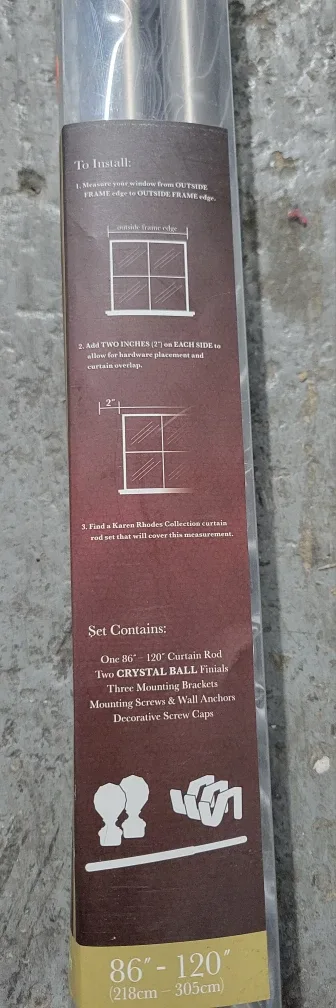 To Install:
1. Measure your window from OUTSIDE
FRAME edge to OUTSIDE FRAME edge.
outside frame edge
2. Add TWO INCHES (2") on EACH SIDE to
allow for hardware placement and
curtain overlap.
2"
3. Find a Karen Rhodes Collection curtain
rod set that will cover this measurement.
Set Contains:
One 86" - 120" Curtain Rod
Two CRYSTAL BALL Finials
Three Mounting Brackets
Mounting Screws & Wall Anchors
Decorative Screw Caps
86" - 120"
(218cm - 305cm)